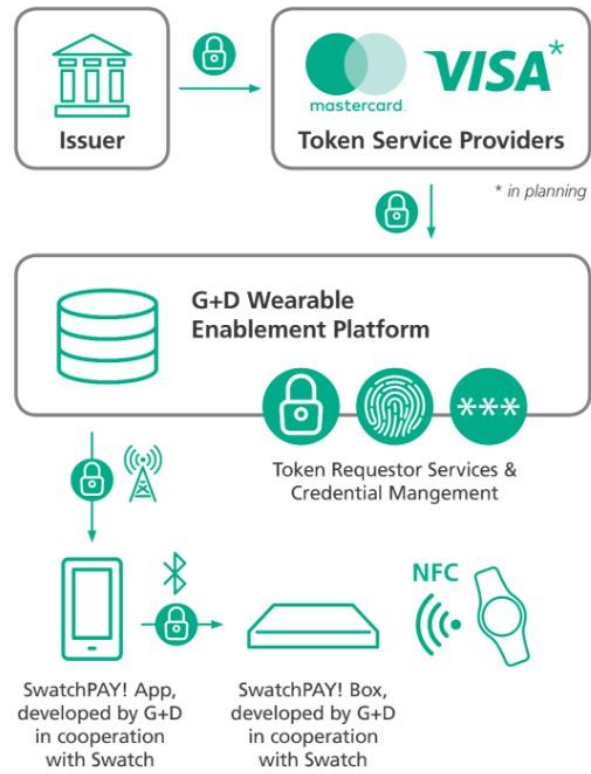 mastercard
VISA*
Issuer
Token Service Providers
* in planning
G+D Wearable
Enablement Platform
***
Token Requestor Services &
Credential Mangement
NFC
SwatchPAY! App,
developed by G+D
in cooperation
with Swatch
SwatchPAY! Box,
developed by G+D
in cooperation
with Swatch